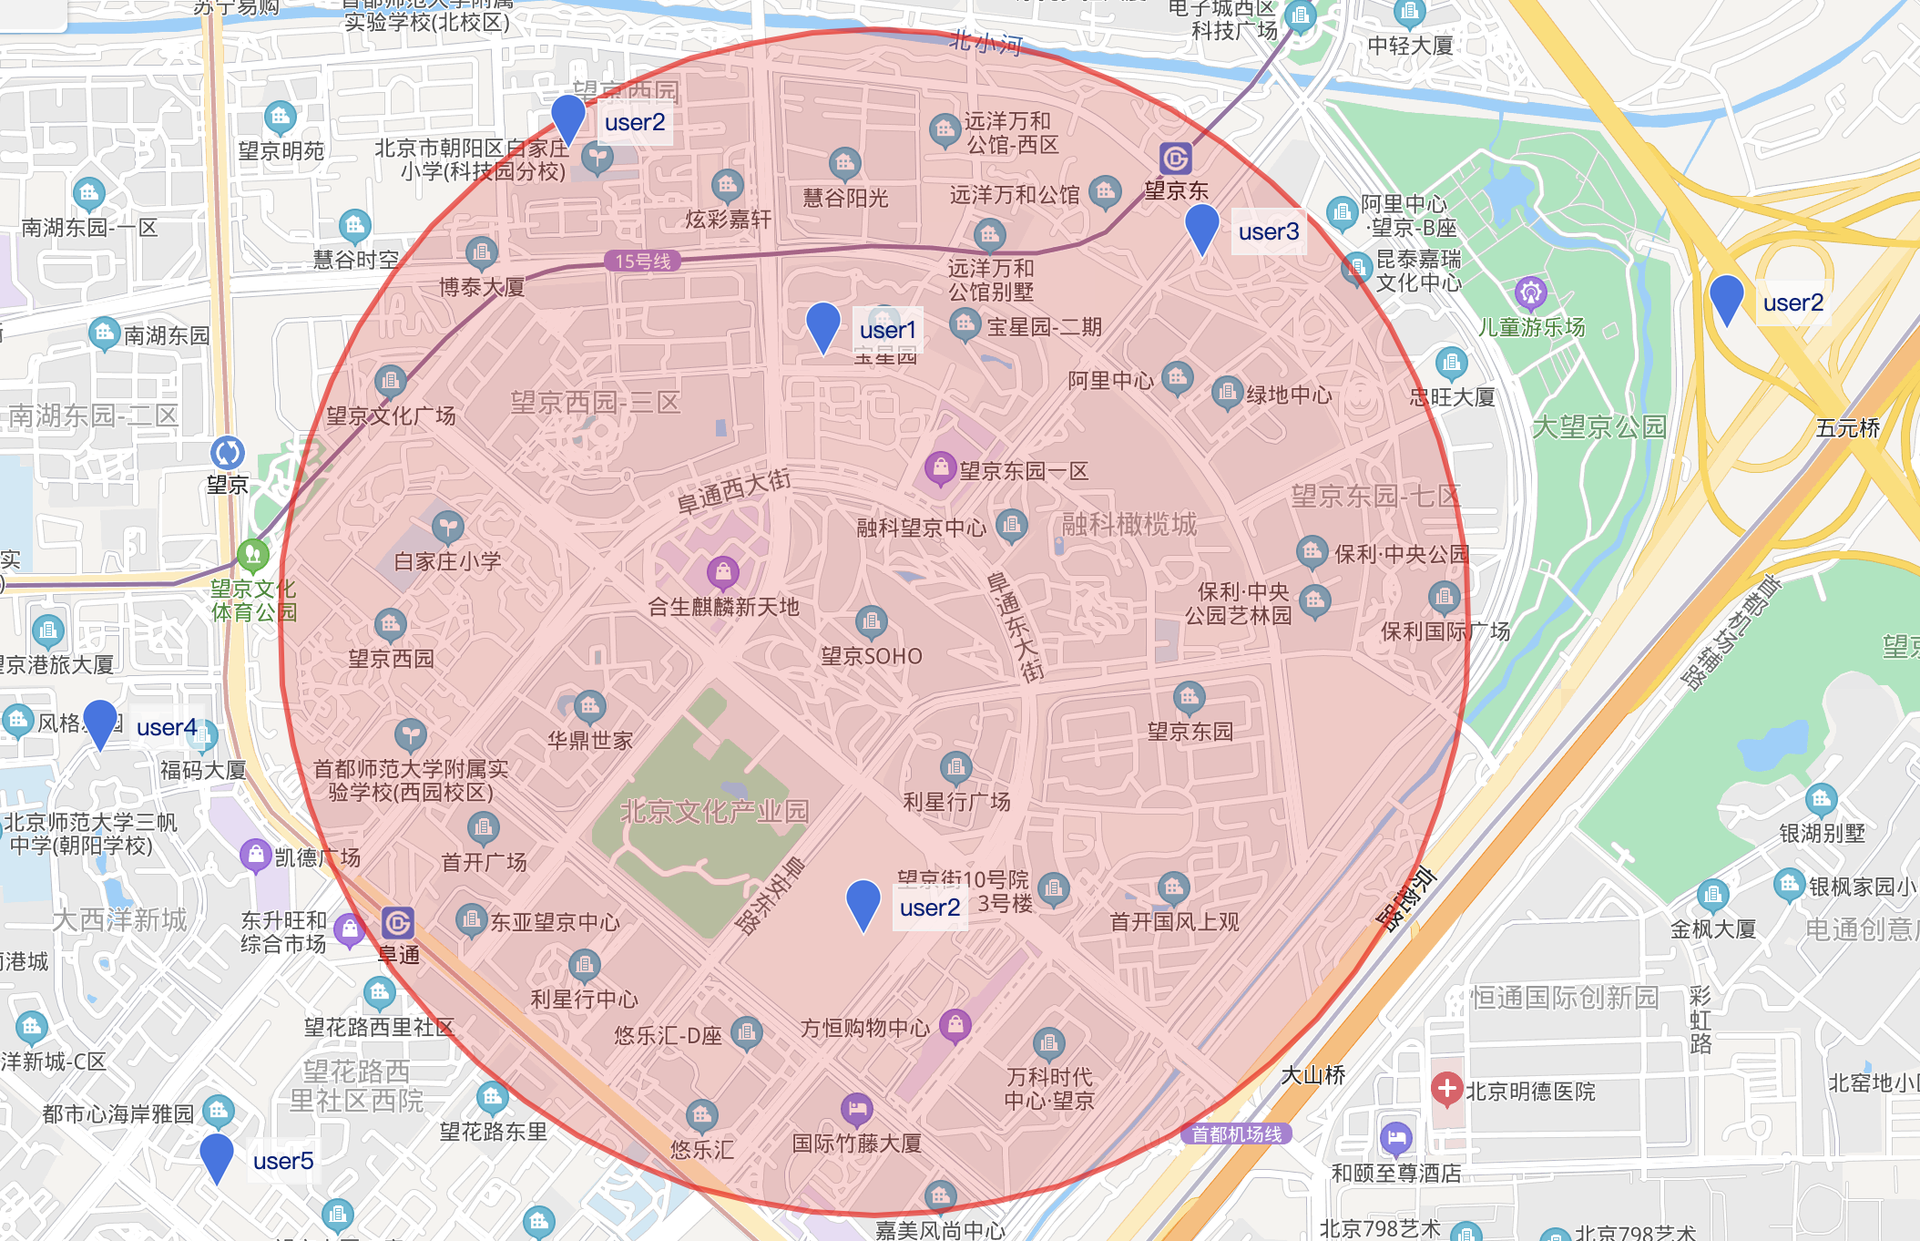 苏宁易购
首都师范大学附属
实验学校(北校区)
电子城西区
科技广场
中轻大厦
北小河
望京西园
user2
望京明苑
北京市朝阳区白家庄
小学(科技园分校)
远洋万和
公馆-西区
慧谷阳光
炫彩嘉轩
远洋万和公馆
望京东
阿里中心
·望京-B座
南湖东园-一区
慧谷时空
user3
15号线
博泰大厦
远洋万和
公馆别墅
昆泰嘉瑞
文化中心
儿童游乐场
user2
南湖东园
user1
宝星园
宝星园-二期
阿里中心
绿地中心
忠旺大厦
望京文化广场
望京西园-三区
南湖东园-二区
大望京公园
五元桥
望京
阜通西大街
望京东园一区
望京东园-七区
融科望京中心
融科橄榄城
白家庄小学
保利·中央公园
望京文化
体育公园
合生麒麟新天地
阜通东大街
保利·中央
公园艺林园
保利国际广场
首都机场辅路
望京西园
望京SOHO
望京港旅大厦
user4
福码大厦
华鼎世家
望京东园
首都师范大学附属实
验学校(西园校区)
北京文化产业园
利星行广场
北京师范大学三帆
中学(朝阳学校)
凯德广场
首开广场
银湖别墅
阜安东路
望京街10号院
3号楼
user2
首开国风上观
京密路
银枫家园小
金枫大厦
电通创意
大西洋新城
东升旺和
综合市场
阜通
东亚望京中心
利星行中心
恒通国际创新园
彩虹路
望花路西里社区
悠乐汇-D座
方恒购物中心
洋新城-C区
望花路西
里社区西院
万科时代
中心·望京
大山桥
北京明德医院
北窑地小
都市心海岸雅园
望花路东里
悠乐汇
国际竹藤大厦
首都机场线
和颐至尊酒店
user5
嘉美风尚中心
北京798艺术
北京798艺术